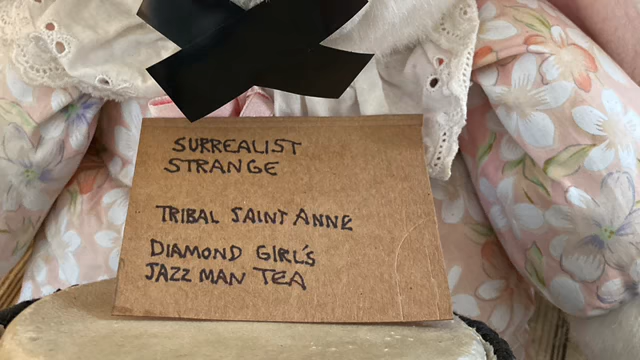 SURREALIST
STRANGE
TRIBAL SAINT ANNE
DIAMOND GIRL'S
JAZZ MAN TEA